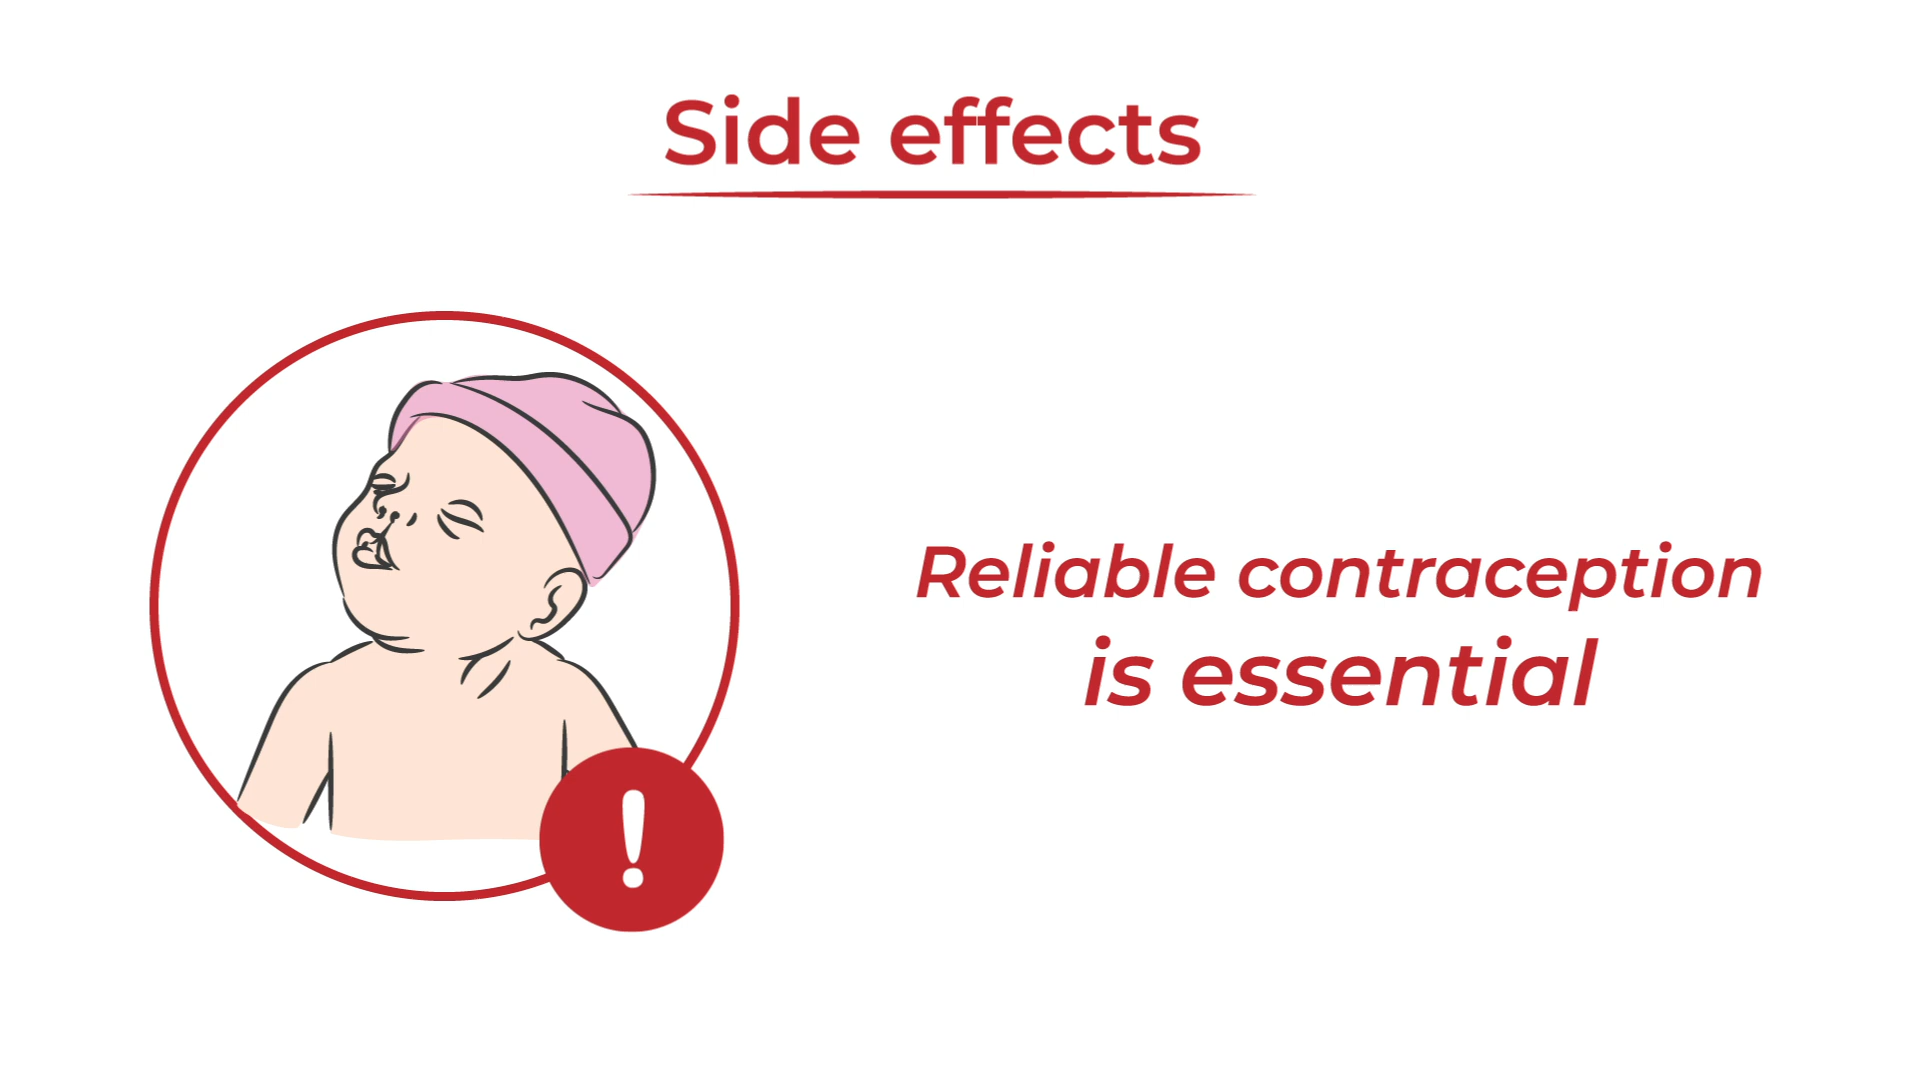 Side effects
Reliable contraception
is essential
!